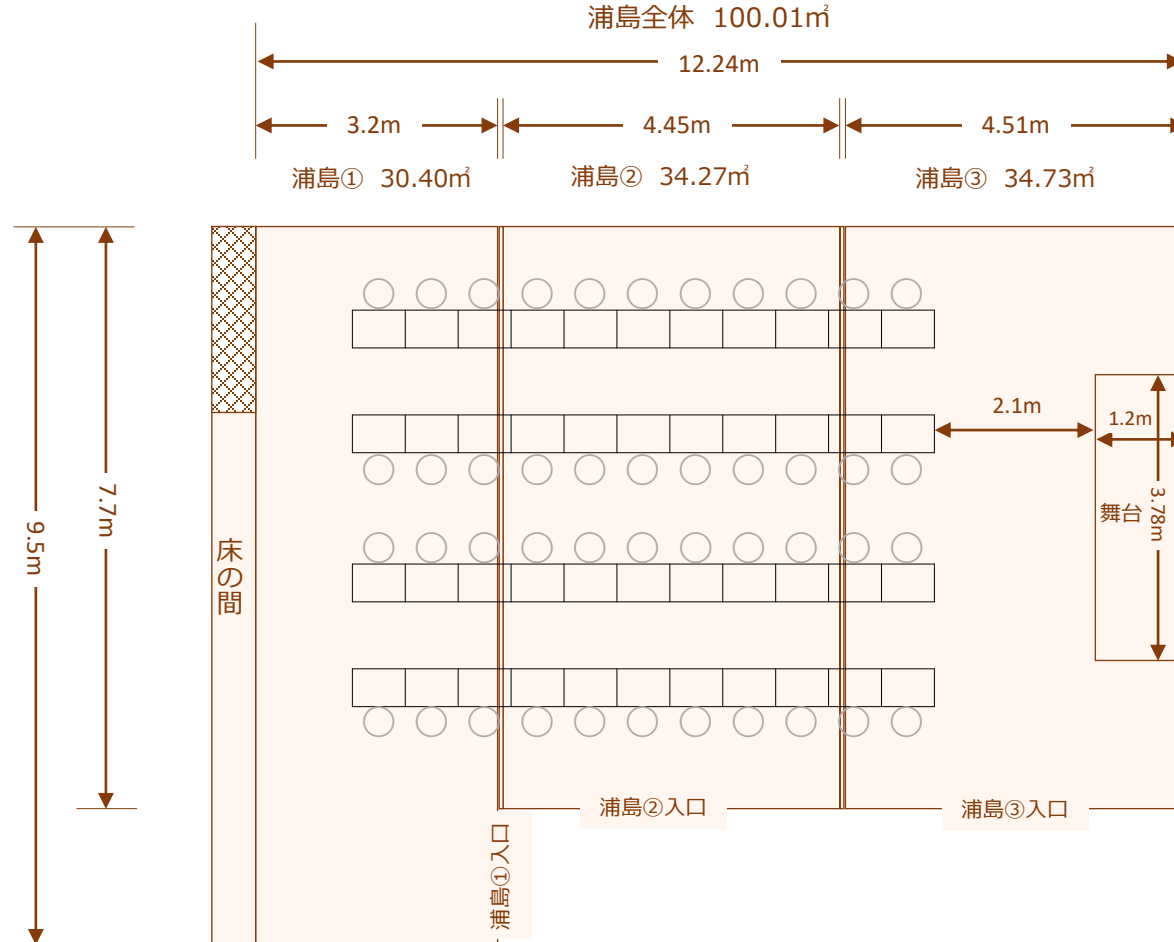 浦島全体 100.01㎡
12.24m
3.2m
4.45m
4.51m
浦島① 30.40㎡
浦島② 34.27㎡
浦島③ 34.73㎡
2.1m
1.2m
3.78m
舞台
7.7m
9.5m
床の間
浦島②入口
浦島③入口
浦島①入口